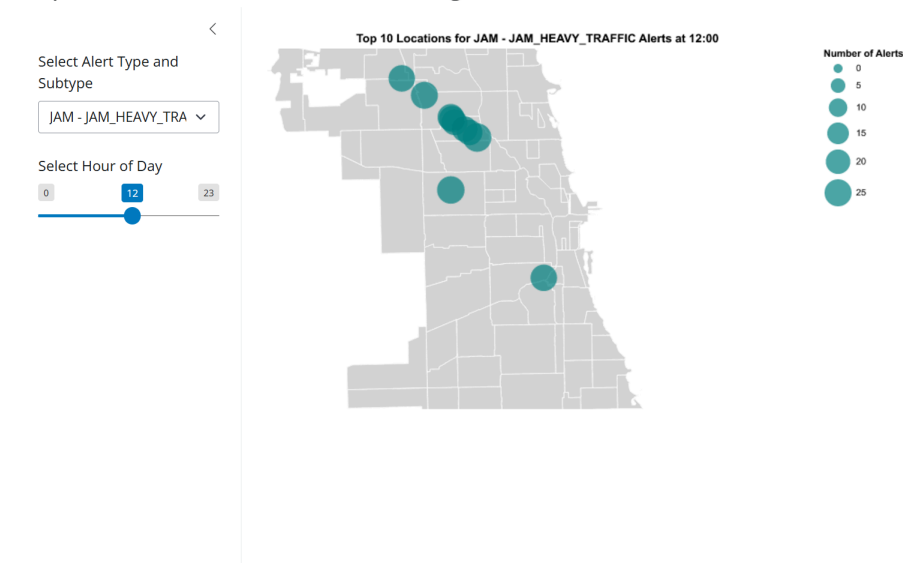 Select Alert Type and
Subtype
JAM - JAM_HEAVY_TRA
Select Hour of Day
0
12
23
Top 10 Locations for JAM - JAM_HEAVY_TRAFFIC Alerts at 12:00
Number of Alerts
0
5
10
15
20
25